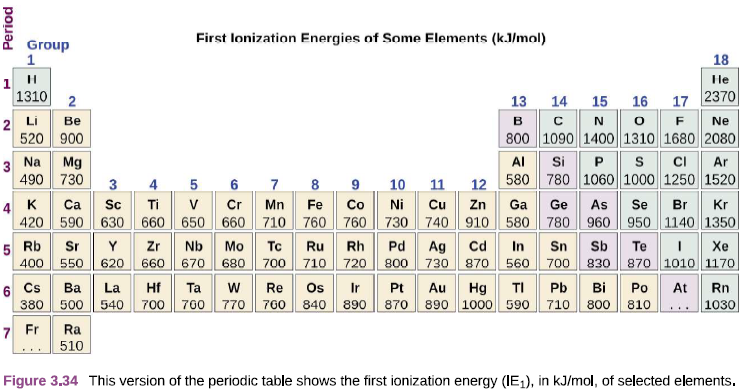 First Ionization Energies of Some Elements (kJ/mol)
Period
Group
1 18
1 H He
1310 2370
2 13 14 15 16 17
2 Li Be B C N O F Ne
520 900 800 1090 1400 1310 1680 2080
3 Na Mg Al Si P S Cl Ar
490 730 580 780 1060 1000 1250 1520
3 4 5 6 7 8 9 10 11 12
4 K Ca Sc Ti V Cr Mn Fe Co Ni Cu Zn Ga Ge As Se Br Kr
420 590 630 660 650 660 710 760 760 730 740 910 580 780 960 950 1140 1350
5 Rb Sr Y Zr Nb Mo Tc Ru Rh Pd Ag Cd In Sn Sb Te I Xe
400 550 620 660 670 680 700 710 720 800 730 870 560 700 830 870 1010 1170
6 Cs Ba La Hf Ta W Re Os Ir Pt Au Hg Tl Pb Bi Po At Rn
380 500 540 700 760 770 760 840 890 870 890 1000 590 710 800 810 . . . 1030
7 Fr Ra
. . . 510
Figure 3.34 This version of the periodic table shows the first ionization energy (IE₁), in kJ/mol, of selected elements.